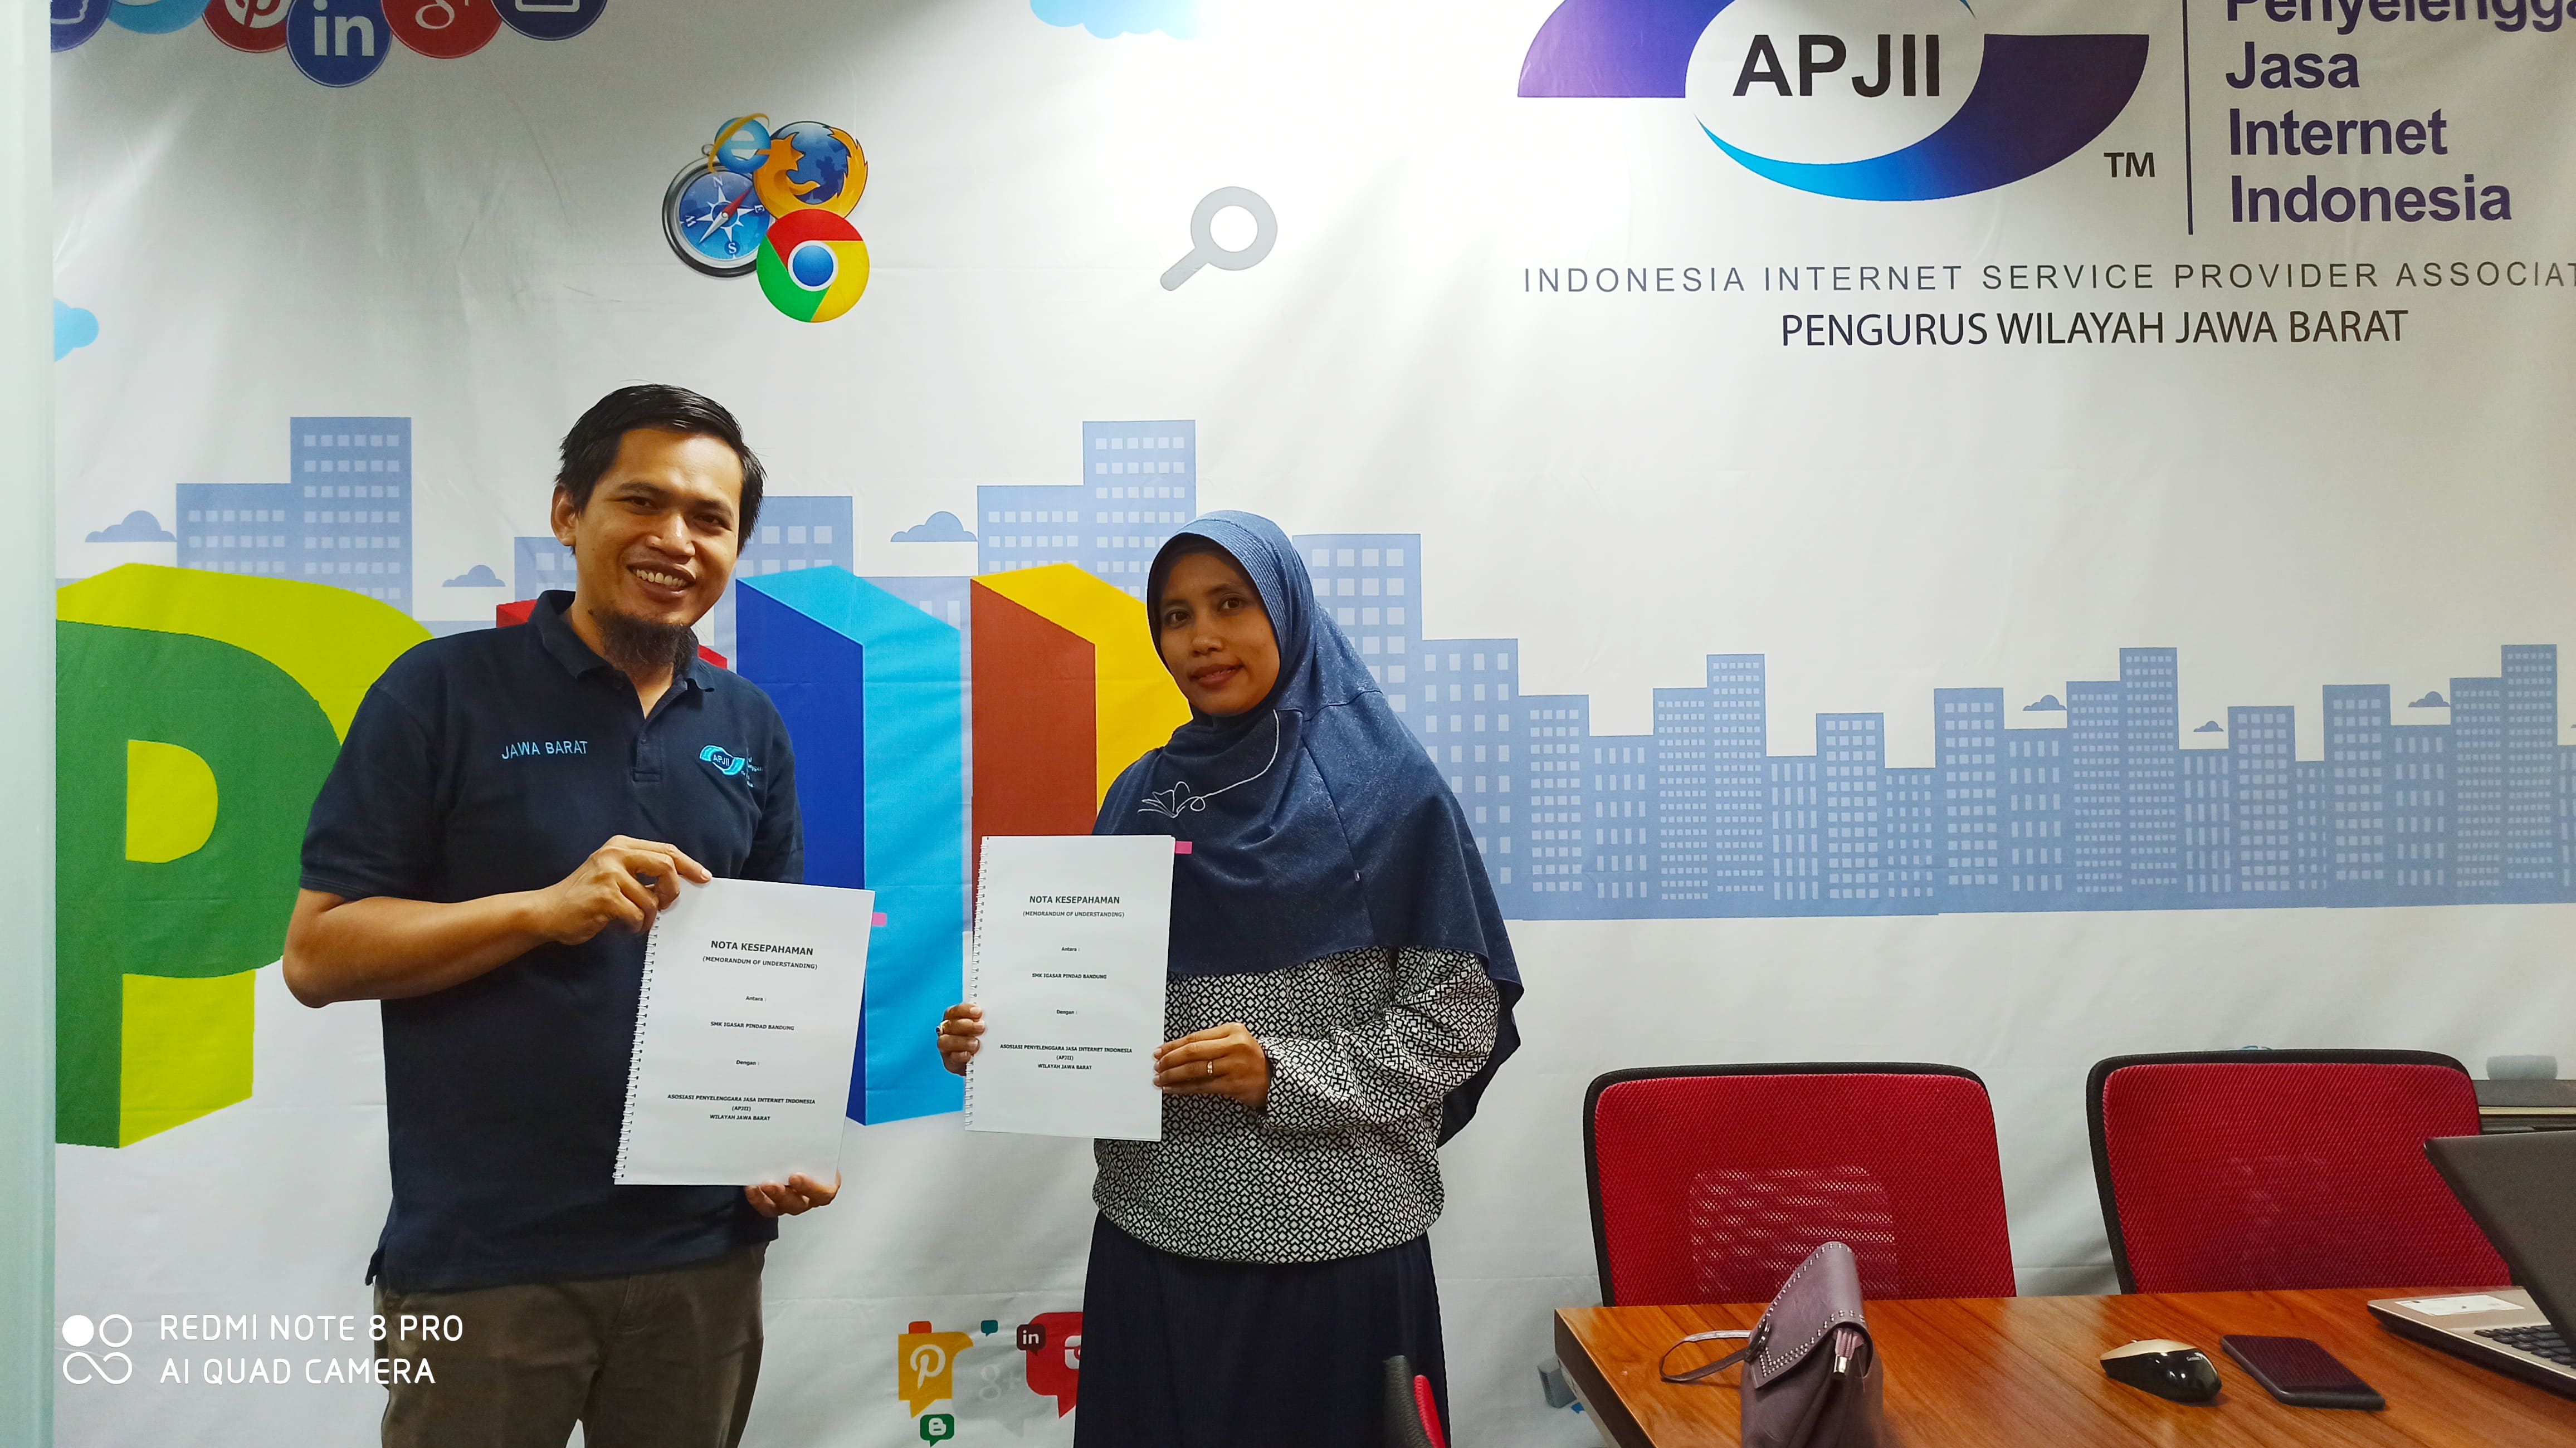 in
g+
APJII
TM
Jasa
Internet
Indonesia
INDONESIA INTERNET SERVICE PROVIDER
PENGURUS WILAYAH JAWA BARAT
P
JAWA BARAT
APJII
NOTA KESEPAHAMAN
(MEMORANDUM OF UNDERSTANDING)
Antara :
SMK IGASAR PINDAD BANDUNG
Dengan :
ASOSIASI PENYELENGGARA JASA INTERNET INDONESIA
(APJII)
WILAYAH JAWA BARAT
NOTA KESEPAHAMAN
(MEMORANDUM OF UNDERSTANDING)
Antara :
SMK IGASAR PINDAD BANDUNG
Dengan :
ASOSIASI PENYELENGGARA JASA INTERNET INDONESIA
(APJII)
WILAYAH JAWA BARAT
in
g+
REDMI NOTE 8 PRO
AI QUAD CAMERA